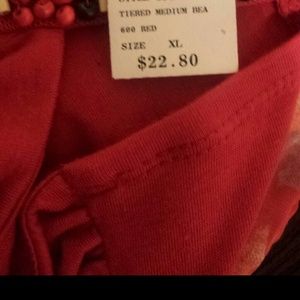 TIERED MEDIUM BEA
600 RED
SIZE XL
$22.80